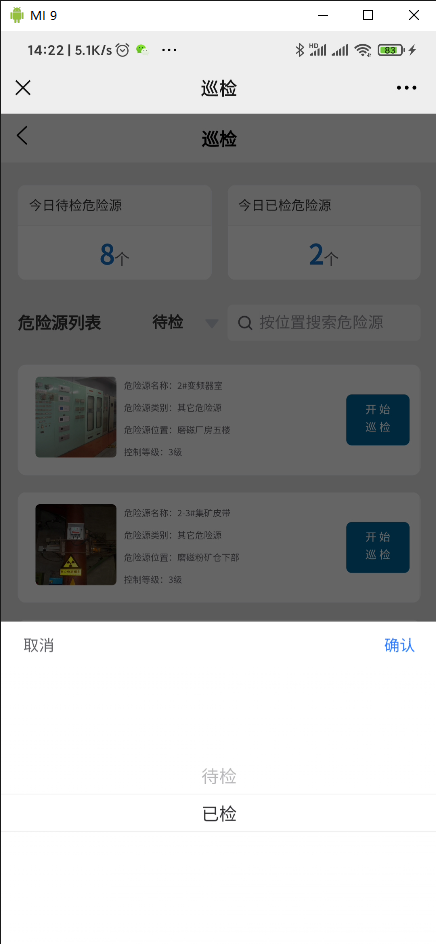 MI 9
14:22 | 5.1K/s
HD
83
巡检
巡检
今日待检危险源
今日已检危险源
8个
2个
危险源列表
待检
按位置搜索危险源
危险源名称：2#变频器室
危险源类别：其它危险源
危险源位置：磨磁厂房五楼
控制等级：3级
开 始
巡 检
危险源名称：2-3#集矿皮带
危险源类别：其它危险源
危险源位置：磨磁粉矿仓下部
控制等级：3级
开 始
巡 检
取消
确认
待检
已检